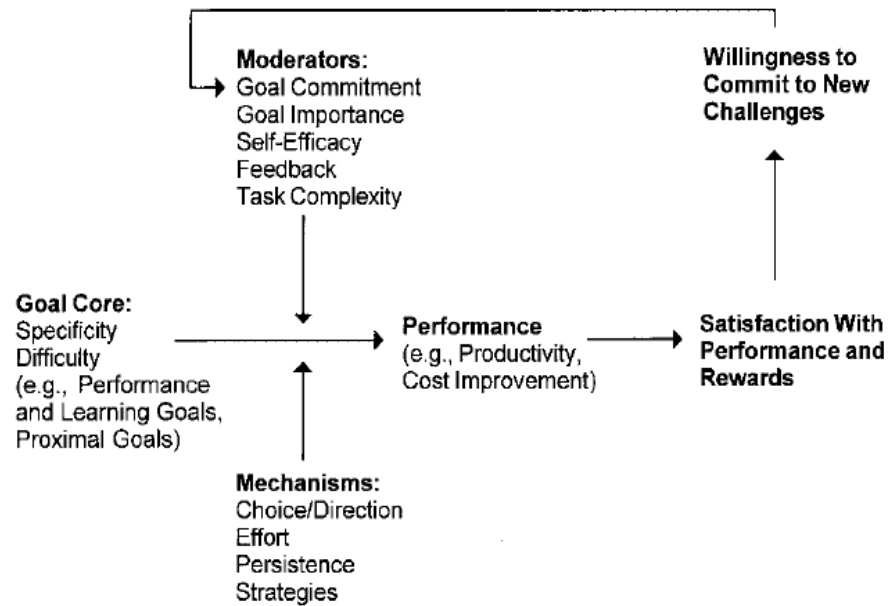 Moderators:
Goal Commitment
Goal Importance
Self-Efficacy
Feedback
Task Complexity
Willingness to
Commit to New
Challenges
Goal Core:
Specificity
Difficulty
(e.g., Performance
and Learning Goals,
Proximal Goals)
Performance
(e.g., Productivity,
Cost Improvement)
Satisfaction With
Performance and
Rewards
Mechanisms:
Choice/Direction
Effort
Persistence
Strategies